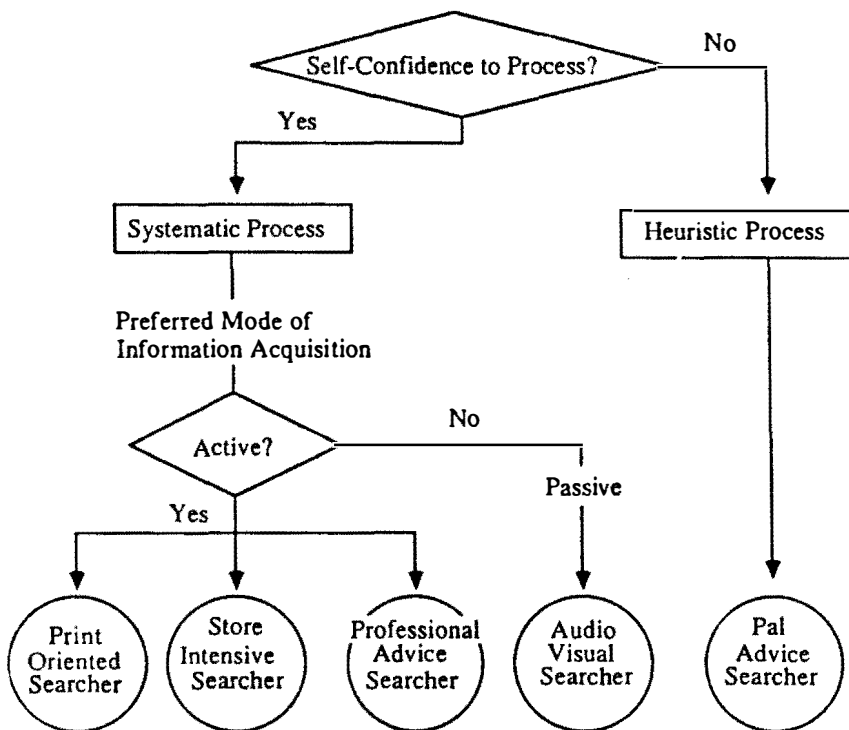 No
Self-Confidence to Process?
Yes
Systematic Process
Heuristic Process
Preferred Mode of
Information Acquisition
No
Active?
Passive
Yes
Print
Oriented
Searcher
Store
Intensive
Searcher
Professional
Advice
Searcher
Audio
Visual
Searcher
Pal
Advice
Searcher